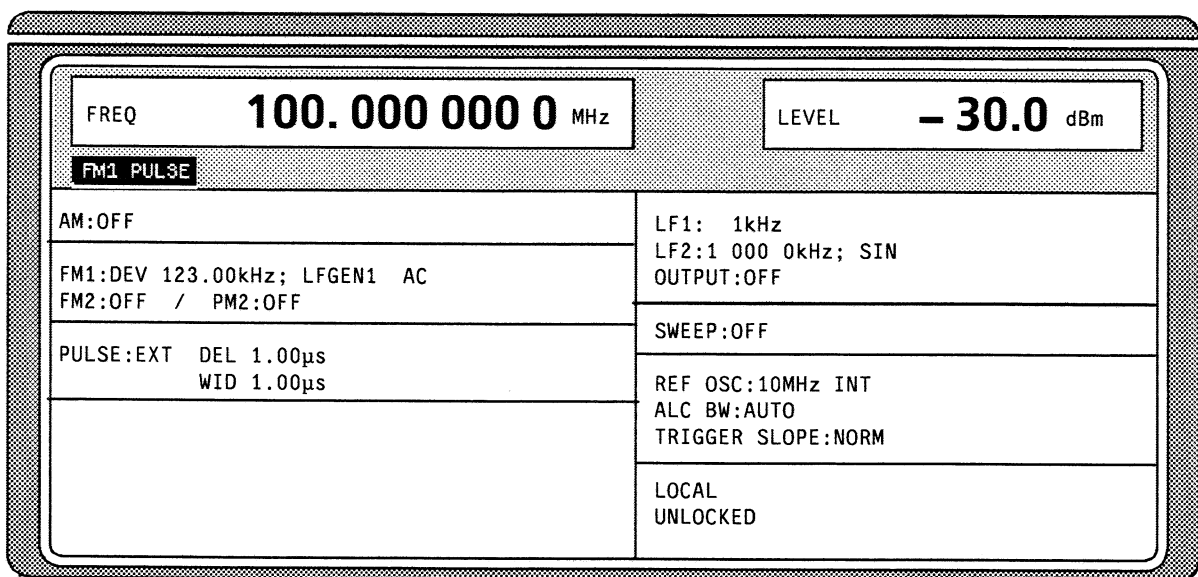 FREQ 100. 000 000 0 MHz
LEVEL – 30.0 dBm
FM1 PULSE
AM:OFF
FM1:DEV 123.00kHz; LFGEN1 AC
FM2:OFF / PM2:OFF
PULSE:EXT DEL 1.00µs
WID 1.00µs
LF1: 1kHz
LF2:1 000 0kHz; SIN
OUTPUT:OFF
SWEEP:OFF
REF OSC:10MHz INT
ALC BW:AUTO
TRIGGER SLOPE:NORM
LOCAL
UNLOCKED